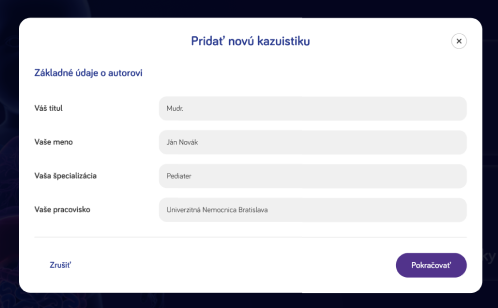 Pridať novú kazuistiku
Základné údaje o autorovi
Váš titul Mudr.
Vaše meno Ján Novák
Vaša špecializácia Pediater
Vaše pracovisko Univerzitná Nemocnica Bratislava
Zrušiť Pokračovať